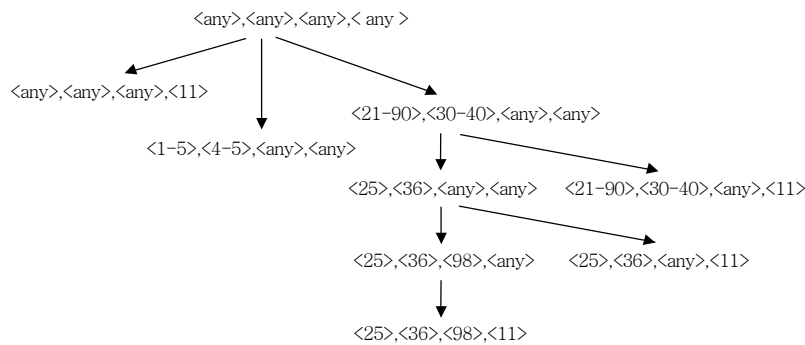 <any>,<any>,<any>,< any >
<any>,<any>,<any>,<11>
<21-90>,<30-40>,<any>,<any>
<1-5>,<4-5>,<any>,<any>
<25>,<36>,<any>,<any>
<21-90>,<30-40>,<any>,<11>
<25>,<36>,<98>,<any>
<25>,<36>,<any>,<11>
<25>,<36>,<98>,<11>